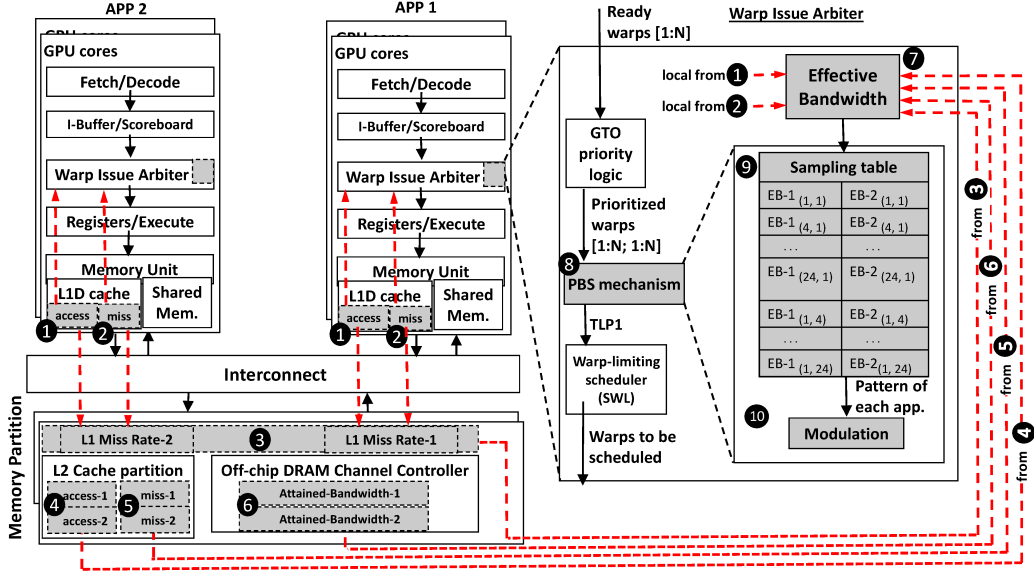 APP 2
GPU cores
GPU cores
Fetch/Decode
I-Buffer/Scoreboard
Warp Issue Arbiter
Registers/Execute
Memory Unit
L1D cache
access
miss
Shared
Mem.
1
2
APP 1
GPU cores
GPU cores
Fetch/Decode
I-Buffer/Scoreboard
Warp Issue Arbiter
Registers/Execute
Memory Unit
L1D cache
access
miss
Shared
Mem.
1
2
Interconnect
Memory Partition
L1 Miss Rate-2
3
L1 Miss Rate-1
L2 Cache partition
4
access-1
access-2
5
miss-1
miss-2
Off-chip DRAM Channel Controller
6
Attained-Bandwidth-1
Attained-Bandwidth-2
Warp Issue Arbiter
Ready
warps [1:N]
GTO
priority
logic
Prioritized
warps
[1:N; 1:N]
8
PBS mechanism
TLP1
Warp-limiting
scheduler
(SWL)
Warps to be
scheduled
local from 1
local from 2
7
Effective
Bandwidth
9
Sampling table
EB-1 (1, 1) EB-2 (1, 1)
EB-1 (4, 1) EB-2 (4, 1)
... ...
EB-1 (24, 1) EB-2 (24, 1)
EB-1 (1, 4) EB-2 (1, 4)
... ...
EB-1 (1, 24) EB-2 (1, 24)
Pattern of
each app.
10
Modulation
from 3
from 6
from 5
from 4